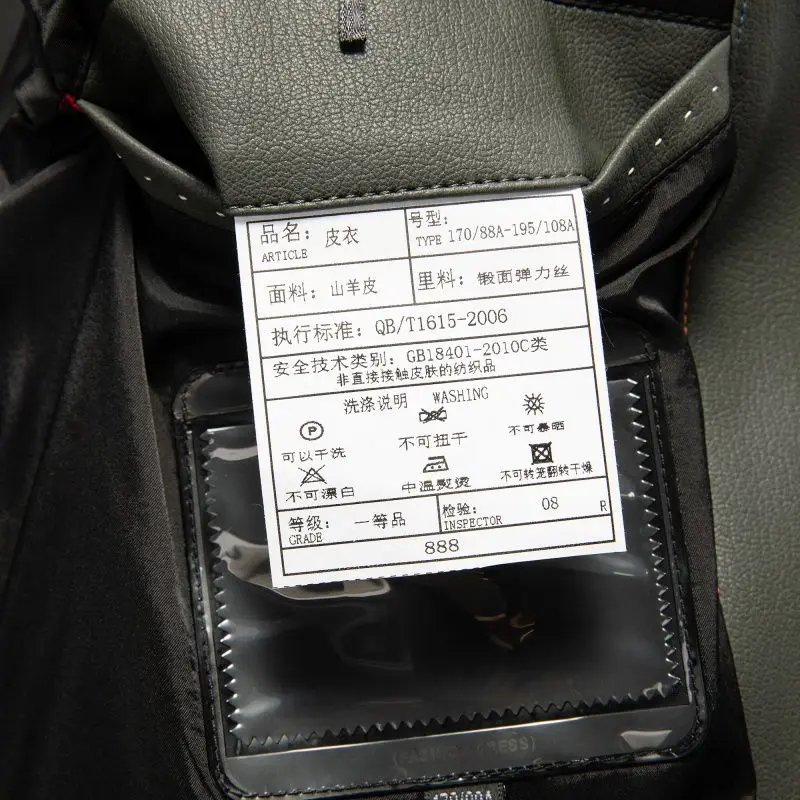 品名: 皮衣
ARTICLE
号型:
TYPE 170/88A-195/108A
面料: 山羊皮
里料: 锻面弹力丝
执行标准: QB/T1615-2006
安全技术类别: GB18401-2010C类
非直接接触皮肤的纺织品
洗涤说明 WASHING
P
可以干洗
不可扭干
不可暴晒
不可漂白
中温熨烫
不可转笼翻转干燥
等级: 一等品
GRADE
检验: 08 R
INSPECTOR
888